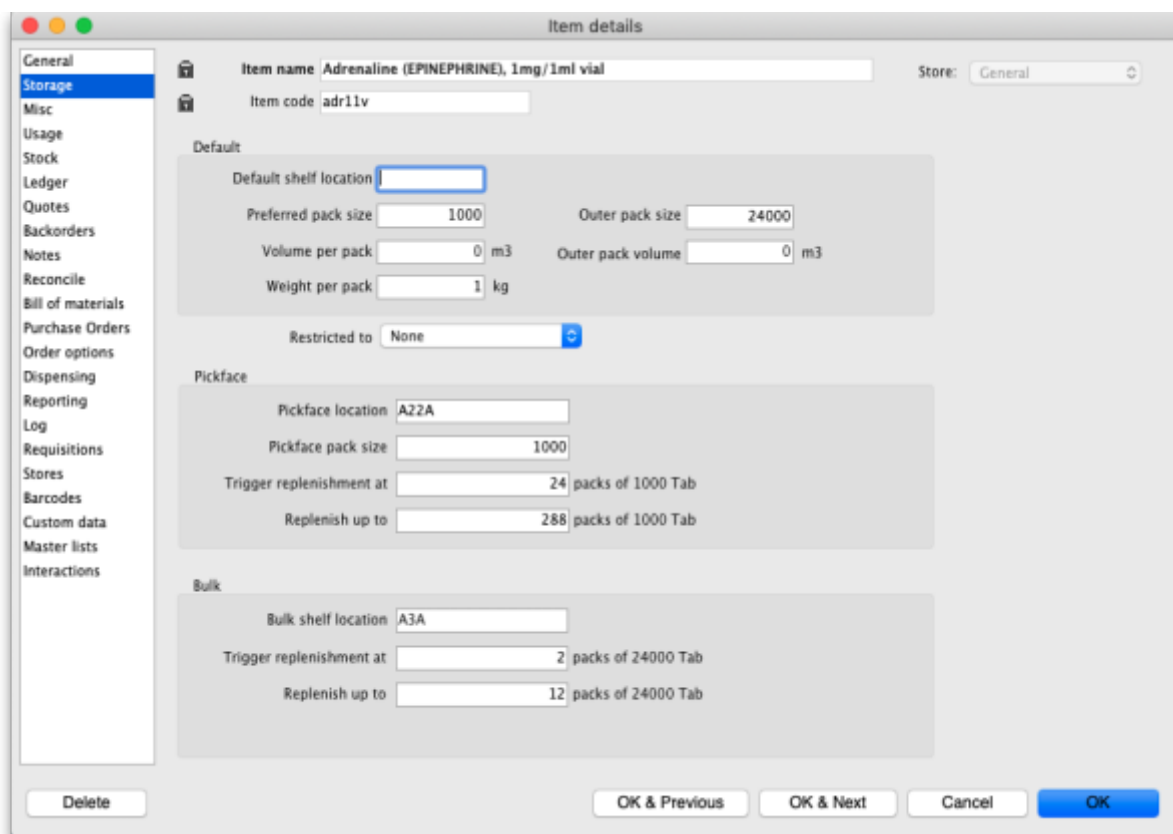 Item details
General
Storage
Misc
Usage
Stock
Ledger
Quotes
Backorders
Notes
Reconcile
Bill of materials
Purchase Orders
Order options
Dispensing
Reporting
Log
Requisitions
Stores
Barcodes
Custom data
Master lists
Interactions
Item name Adrenaline (EPINEPHRINE), 1mg/1ml vial Store: General
Item code adr11v
Default
Default shelf location
Preferred pack size 1000 Outer pack size 24000
Volume per pack 0 m3 Outer pack volume 0 m3
Weight per pack 1 kg
Restricted to None
Pickface
Pickface location A22A
Pickface pack size 1000
Trigger replenishment at 24 packs of 1000 Tab
Replenish up to 288 packs of 1000 Tab
Bulk
Bulk shelf location A3A
Trigger replenishment at 2 packs of 24000 Tab
Replenish up to 12 packs of 24000 Tab
Delete OK & Previous OK & Next Cancel OK